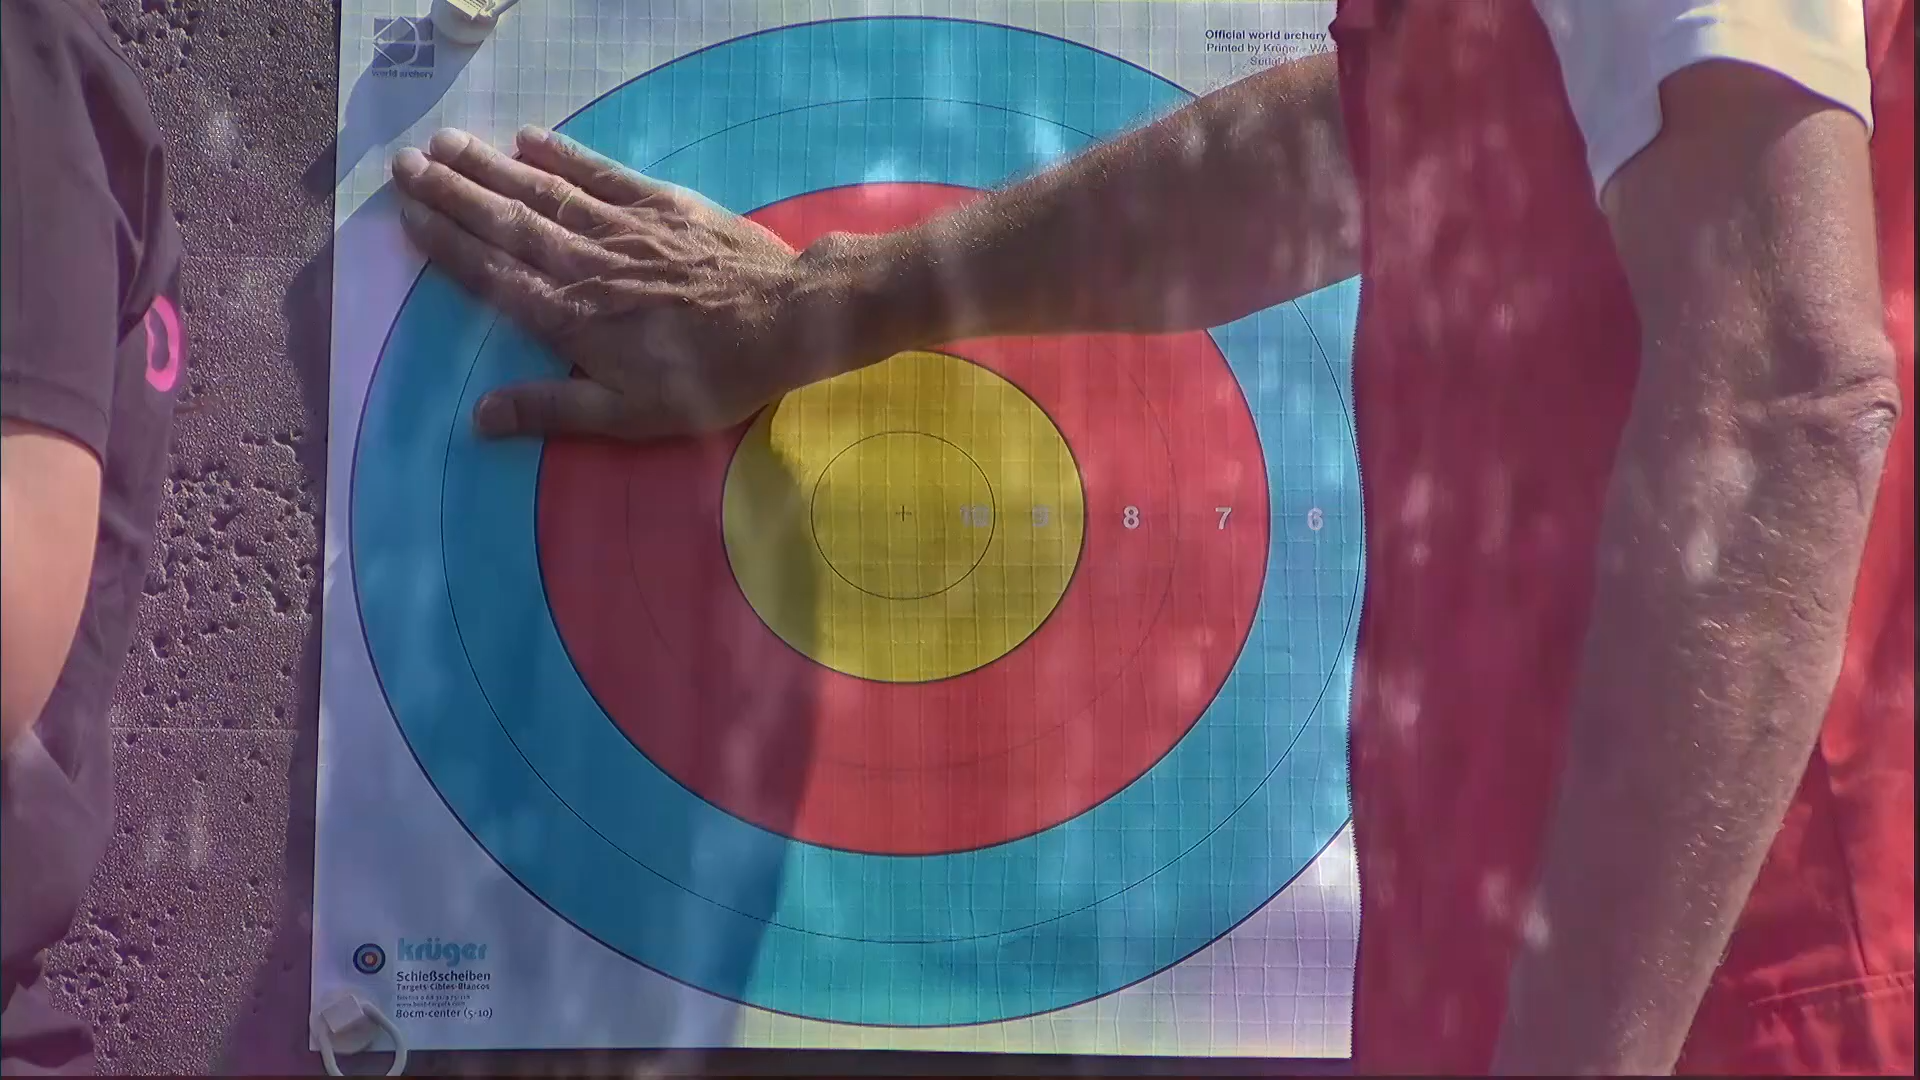 world archery
Official world archery
Printed by Krüger - WA
10 9 8 7 6
krüger
Schießscheiben
Targets·Cibles·Blancos
80cm-center (5-10)